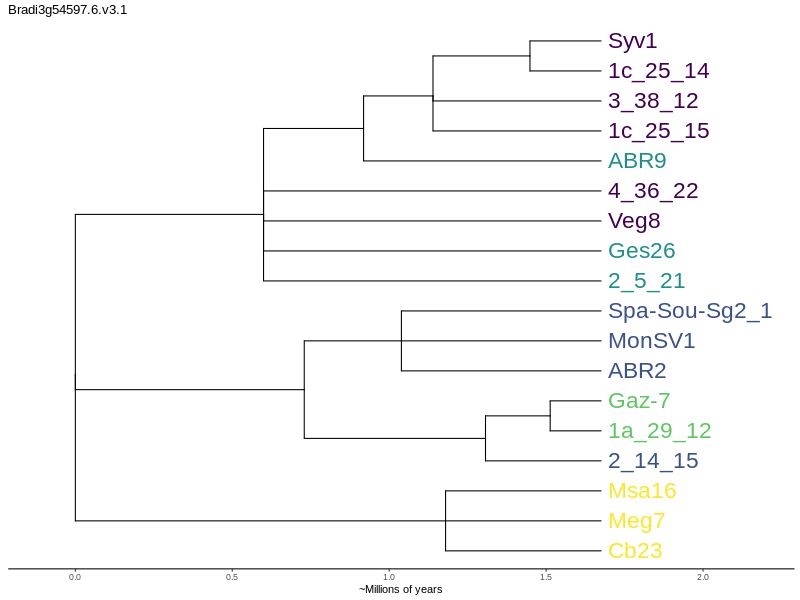 Bradi3g54597.6.v3.1
Syv1
1c_25_14
3_38_12
1c_25_15
ABR9
4_36_22
Veg8
Ges26
2_5_21
Spa-Sou-Sg2_1
MonSV1
ABR2
Gaz-7
1a_29_12
2_14_15
Msa16
Meg7
Cb23
0.0 0.5 1.0 1.5 2.0
~Millions of years